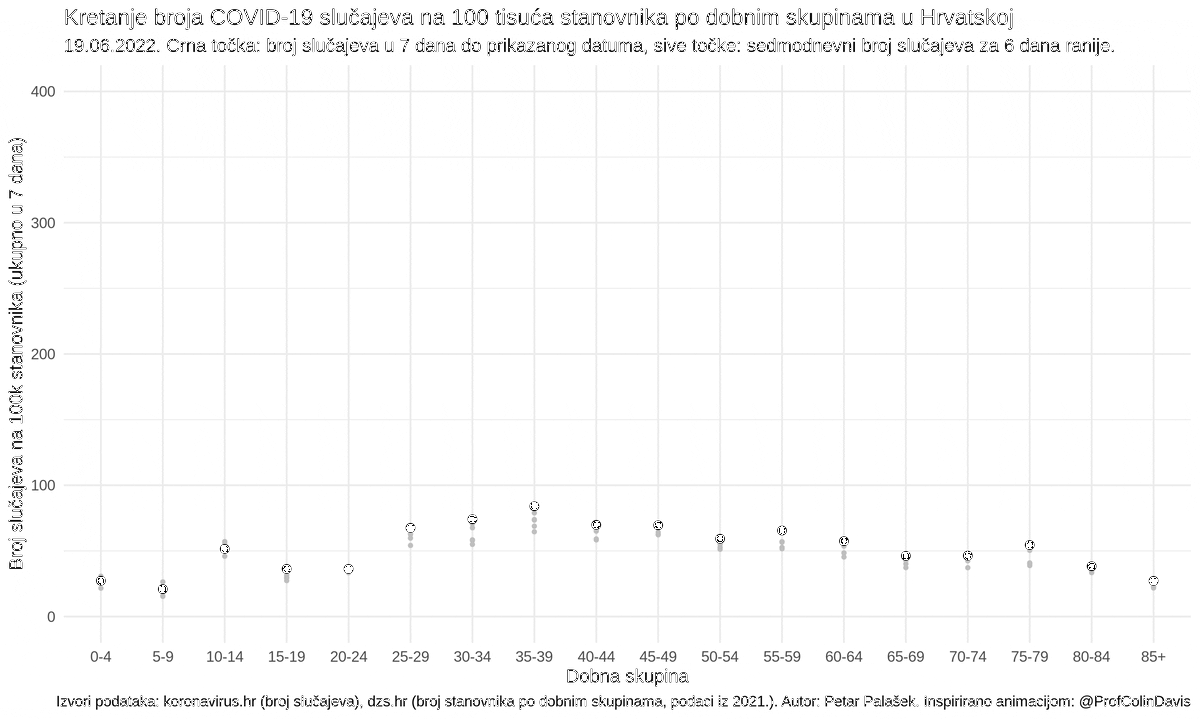 Kretanje broja COVID-19 slučajeva na 100 tisuća stanovnika po dobnim skupinama u Hrvatskoj
19.06.2022. Crna točka: broj slučajeva u 7 dana do prikazanog datuma, sive točke: sedmodnevni broj slučajeva za 6 dana ranije.
Broj slučajeva na 100k stanovnika (ukupno u 7 dana)
400
300
200
100
0
0-4 5-9 10-14 15-19 20-24 25-29 30-34 35-39 40-44 45-49 50-54 55-59 60-64 65-69 70-74 75-79 80-84 85+
Dobna skupina
Izvori podataka: koronavirus.hr (broj slučajeva), dzs.hr (broj stanovnika po dobnim skupinama, podaci iz 2021.). Autor: Petar Palašek. Inspirirano animacijom: @ProfColinDavis